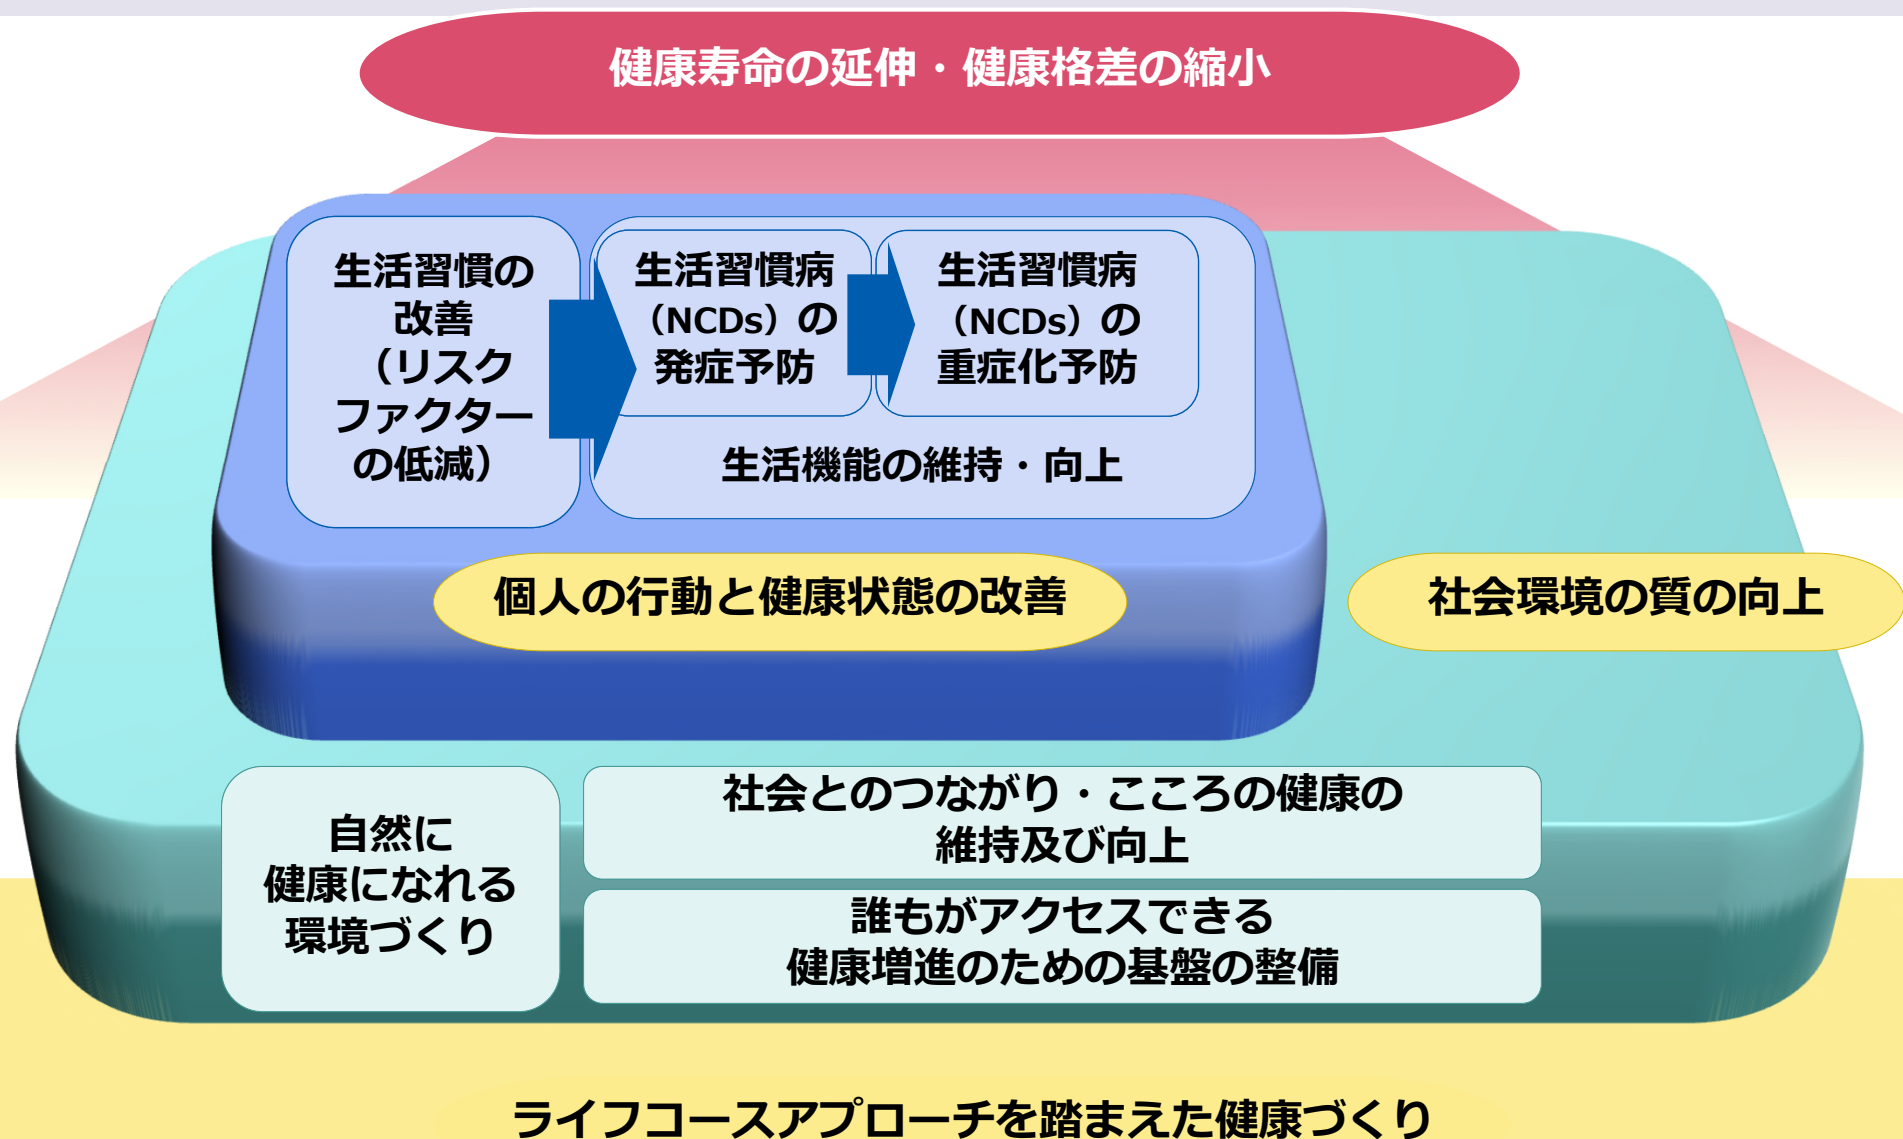 健康寿命の延伸・健康格差の縮小
生活習慣の
改善
（リスク
ファクター
の低減）
生活習慣病
（NCDs）の
発症予防
生活習慣病
（NCDs）の
重症化予防
生活機能の維持・向上
個人の行動と健康状態の改善
社会環境の質の向上
自然に
健康になれる
環境づくり
社会とのつながり・こころの健康の
維持及び向上
誰もがアクセスできる
健康増進のための基盤の整備
ライフコースアプローチを踏まえた健康づくり